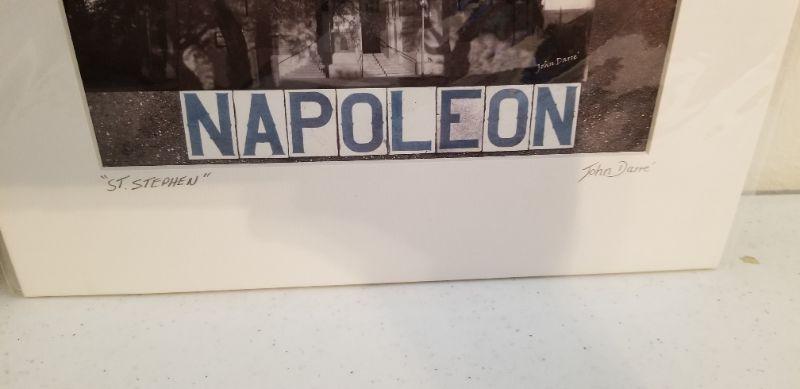 John Darre'
NAPOLEON
"ST. STEPHEN" John Darre'